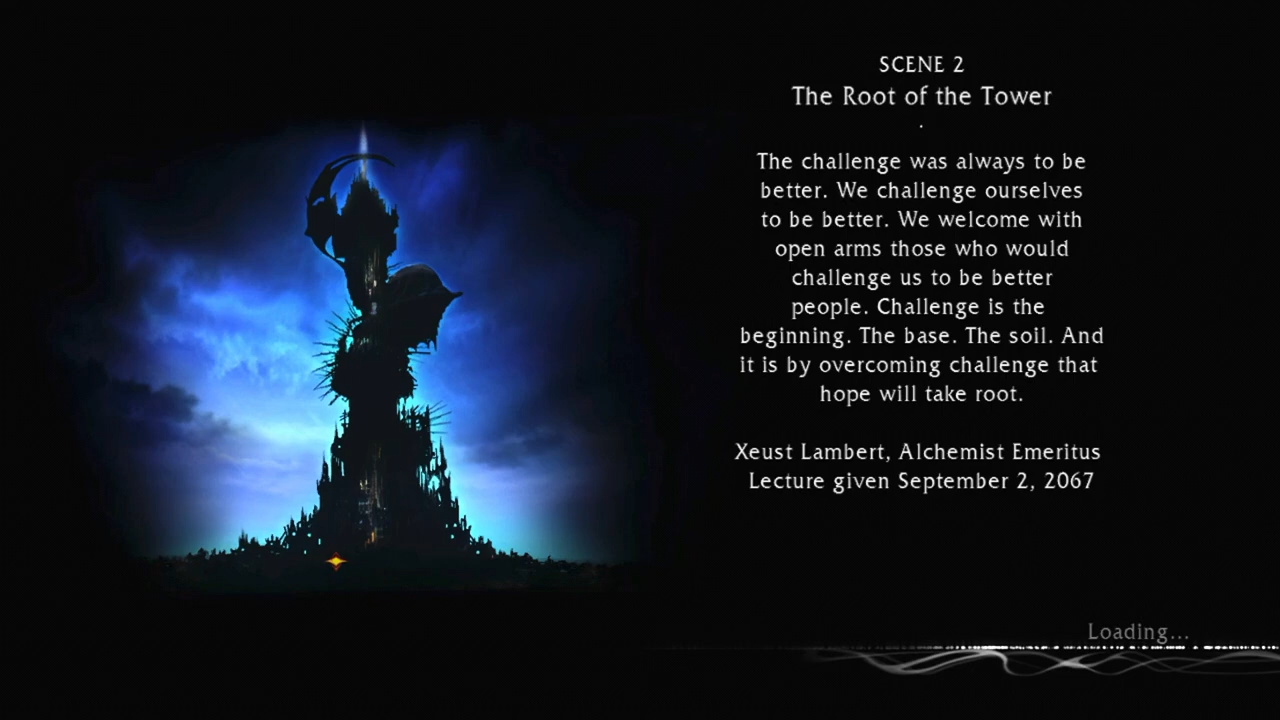 SCENE 2
The Root of the Tower
.
The challenge was always to be
better. We challenge ourselves
to be better. We welcome with
open arms those who would
challenge us to be better
people. Challenge is the
beginning. The base. The soil. And
it is by overcoming challenge that
hope will take root.
Xeust Lambert, Alchemist Emeritus
Lecture given September 2, 2067
Loading...